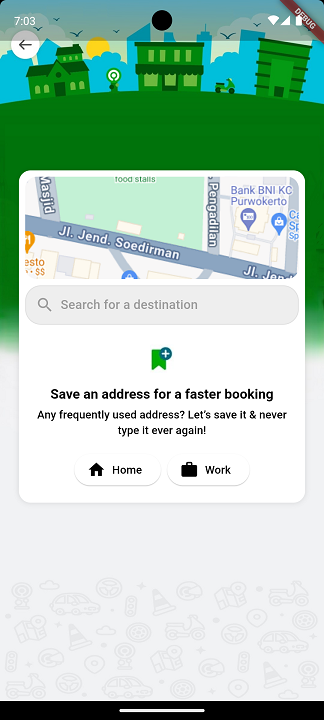 7:03
DEBUG
Masjid
food stalls
Pengadilan
Bank BNI KC
Purwokerto
Jl. Jend. Soedirman
Jl. Jend.
esto
$$
Search for a destination
Save an address for a faster booking
Any frequently used address? Let's save it & never
type it ever again!
Home
Work